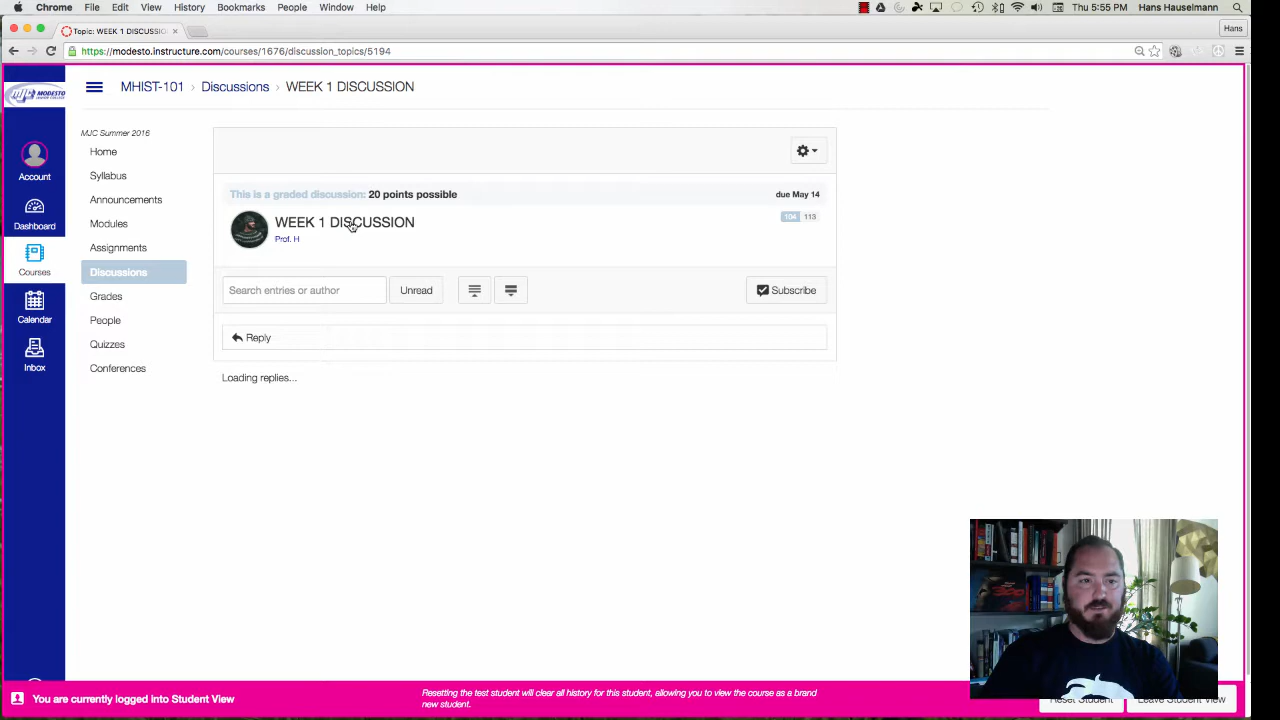 Chrome File Edit View History Bookmarks People Window Help Thu 5:55 PM Hans Hauselmann
Topic: WEEK 1 DISCUSSIO Hans
https://modesto.instructure.com/courses/1676/discussion_topics/5194
MJC MODESTO
MHIST-101 › Discussions › WEEK 1 DISCUSSION
MJC Summer 2016
Home
Syllabus
Announcements
Modules
Assignments
Discussions
Grades
People
Quizzes
Conferences
Account
Dashboard
Courses
Calendar
Inbox
This is a graded discussion: 20 points possible due May 14
WEEK 1 DISCUSSION 104 113
Prof. H
Search entries or author Unread Subscribe
Reply
Loading replies...
300
You are currently logged into Student View
Resetting the test student will clear all history for this student, allowing you to view the course as a brand
new student.
Reset Student Leave Student View